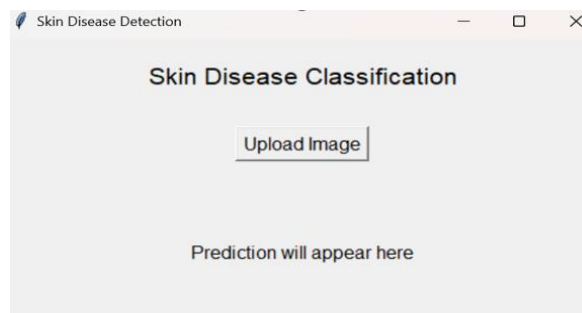 Skin Disease Detection
Skin Disease Classification
Upload Image
Prediction will appear here